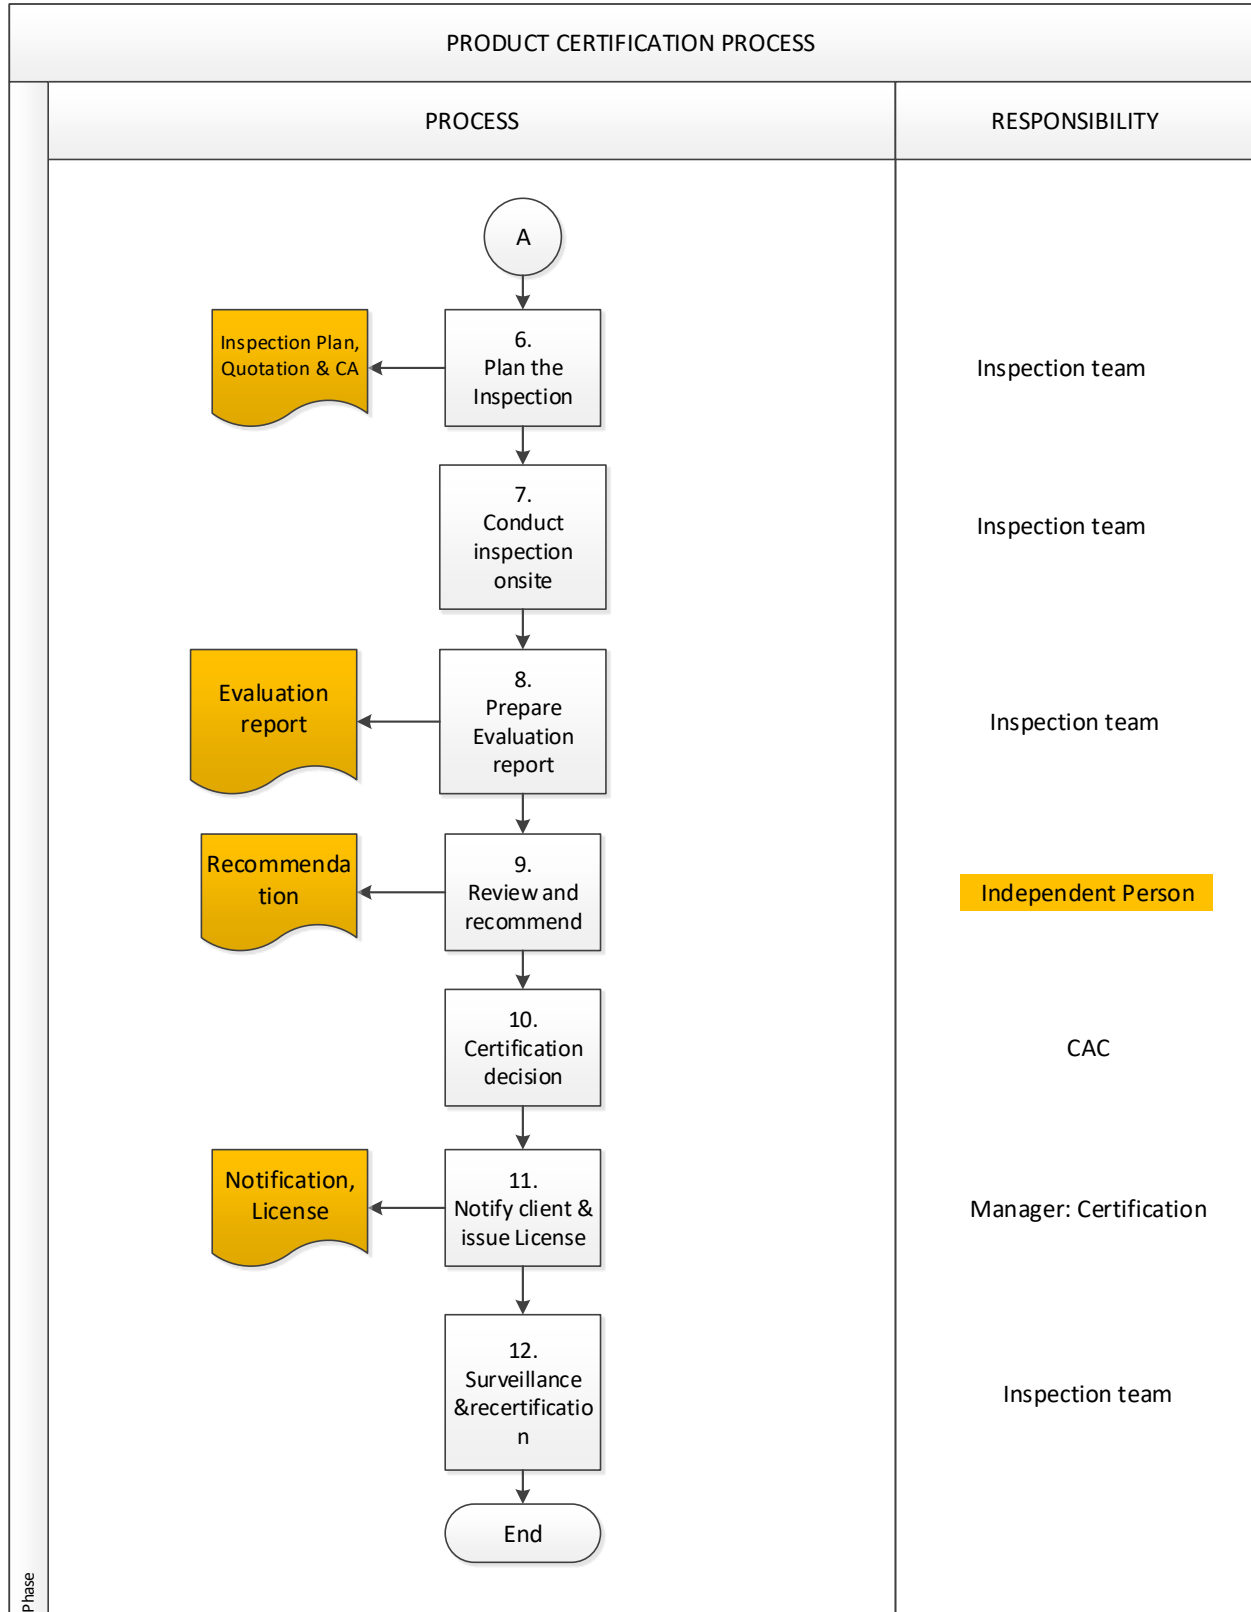 PRODUCT CERTIFICATION PROCESS
PROCESS
RESPONSIBILITY
A
Inspection Plan,
Quotation & CA
6.
Plan the
Inspection
Inspection team
7.
Conduct
inspection
onsite
Inspection team
Evaluation
report
8.
Prepare
Evaluation
report
Inspection team
Recommenda
tion
9.
Review and
recommend
Independent Person
10.
Certification
decision
CAC
Notification,
License
11.
Notify client &
issue License
Manager: Certification
12.
Surveillance
&recertificatio
n
Inspection team
End
Phase